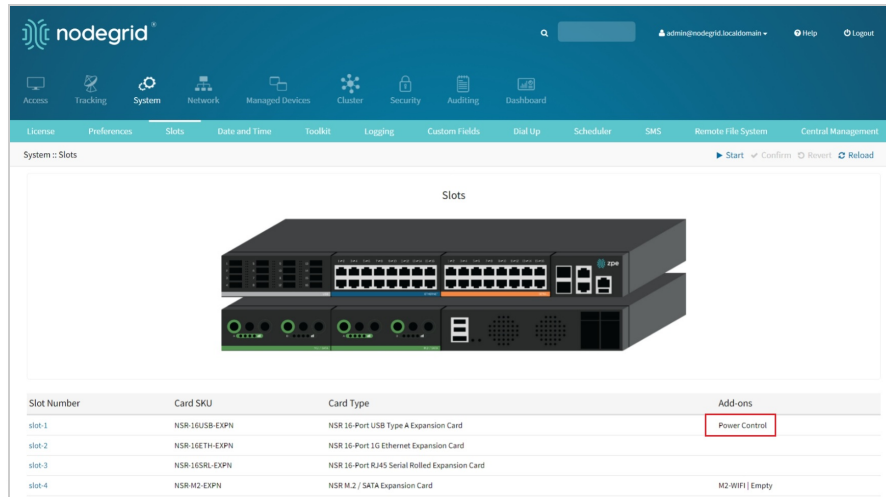 nodegrid®
admin@nodegrid.localdomain Help Logout
Access Tracking System Network Managed Devices Cluster Security Auditing Dashboard
License Preferences Slots Date and Time Toolkit Logging Custom Fields Dial Up Scheduler SMS Remote File System Central Management
System :: Slots Start Confirm Revert Reload
Slots
zpe
Slot Number Card SKU Card Type Add-ons
slot-1 NSR-16USB-EXPN NSR 16-Port USB Type A Expansion Card Power Control
slot-2 NSR-16ETH-EXPN NSR 16-Port 1G Ethernet Expansion Card
slot-3 NSR-16SRL-EXPN NSR 16-Port RJ45 Serial Rolled Expansion Card
slot-4 NSR-M2-EXPN NSR M.2 / SATA Expansion Card M2-WIFI | Empty